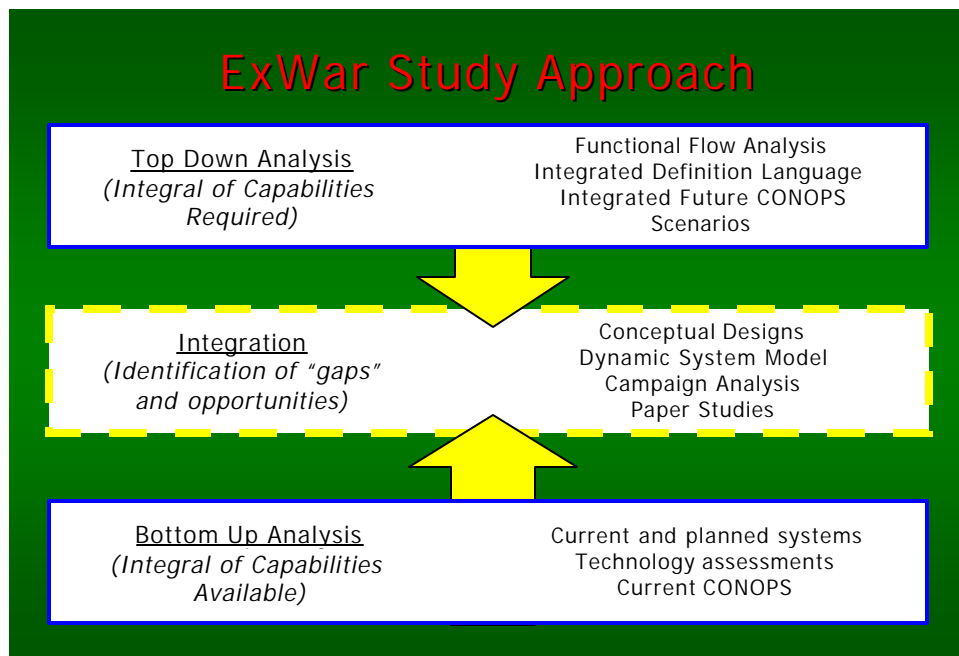 ExWar Study Approach
Top Down Analysis
(Integral of Capabilities
Required)
Functional Flow Analysis
Integrated Definition Language
Integrated Future CONOPS
Scenarios
Integration
(Identification of “gaps”
and opportunities)
Conceptual Designs
Dynamic System Model
Campaign Analysis
Paper Studies
Bottom Up Analysis
(Integral of Capabilities
Available)
Current and planned systems
Technology assessments
Current CONOPS